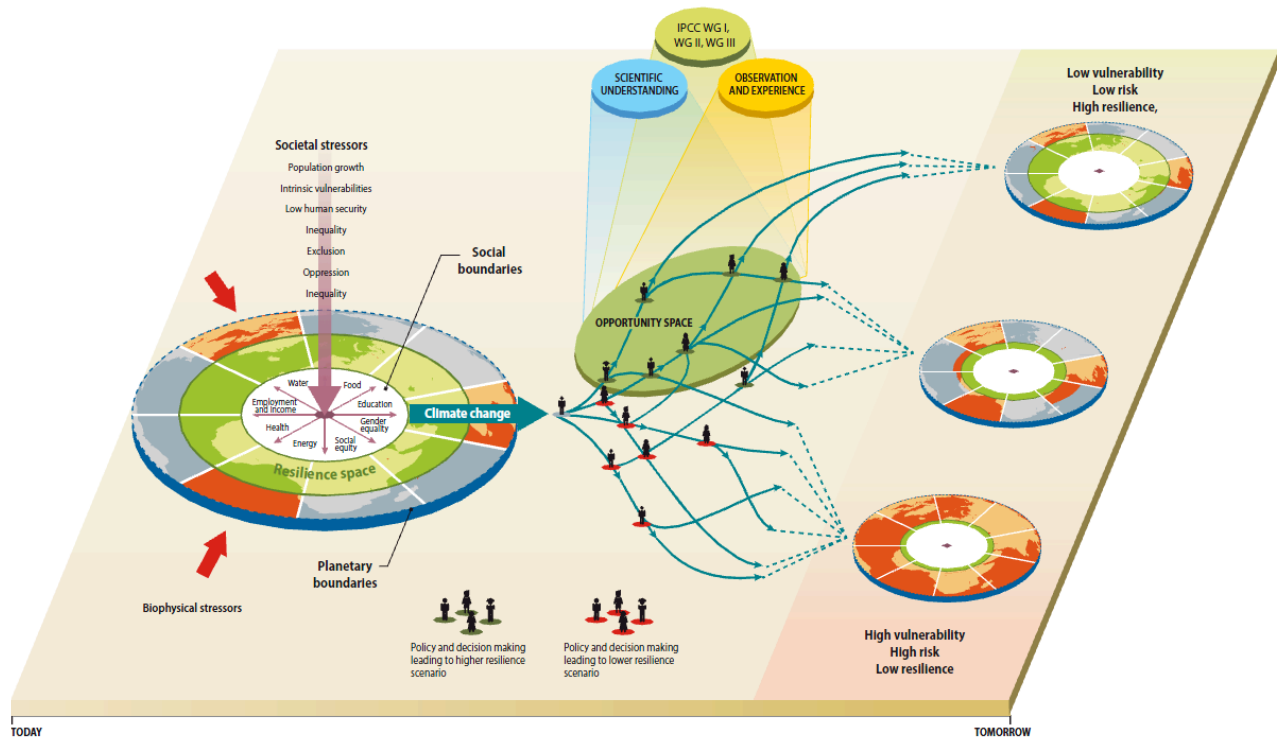 IPCC WG I,
WG II, WG III
SCIENTIFIC
UNDERSTANDING
OBSERVATION
AND EXPERIENCE
Low vulnerability
Low risk
High resilience,
Societal stressors
Population growth
Intrinsic vulnerabilities
Low human security
Inequality
Exclusion
Oppression
Inequality
Social
boundaries
OPPORTUNITY SPACE
Water
Food
Employment
and income
Education
Health
Gender
equality
Energy
Social
equity
Resilience space
Climate change
Planetary
boundaries
Biophysical stressors
Policy and decision making
leading to higher resilience
scenario
Policy and decision making
leading to lower resilience
scenario
High vulnerability
High risk
Low resilience
TODAY
TOMORROW